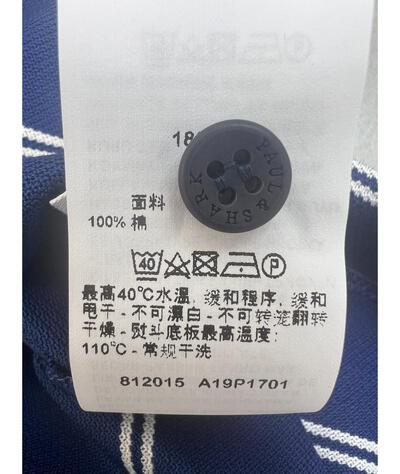 18
PAUL & SHARK
面料
100% 棉
40 P
最高40℃水温, 缓和程序, 缓和
甩干-不可漂白-不可转笼翻转
干燥-熨斗底板最高温度:
110℃-常规干洗
812015 A19P1701